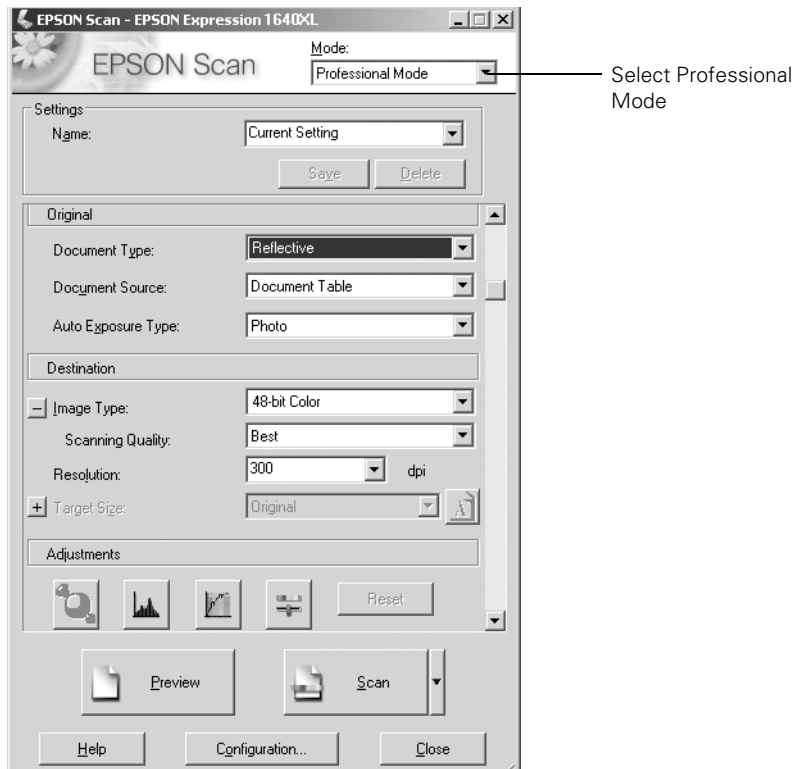 EPSON Scan - EPSON Expression 1640XL
EPSON Scan
Mode:
Professional Mode
Select Professional
Mode
Settings
Name:
Current Setting
Save
Delete
Original
Document Type:
Reflective
Document Source:
Document Table
Auto Exposure Type:
Photo
Destination
Image Type:
48-bit Color
Scanning Quality:
Best
Resolution:
300
dpi
Target Size:
Original
A
Adjustments
Reset
Preview
Scan
Help
Configuration...
Close